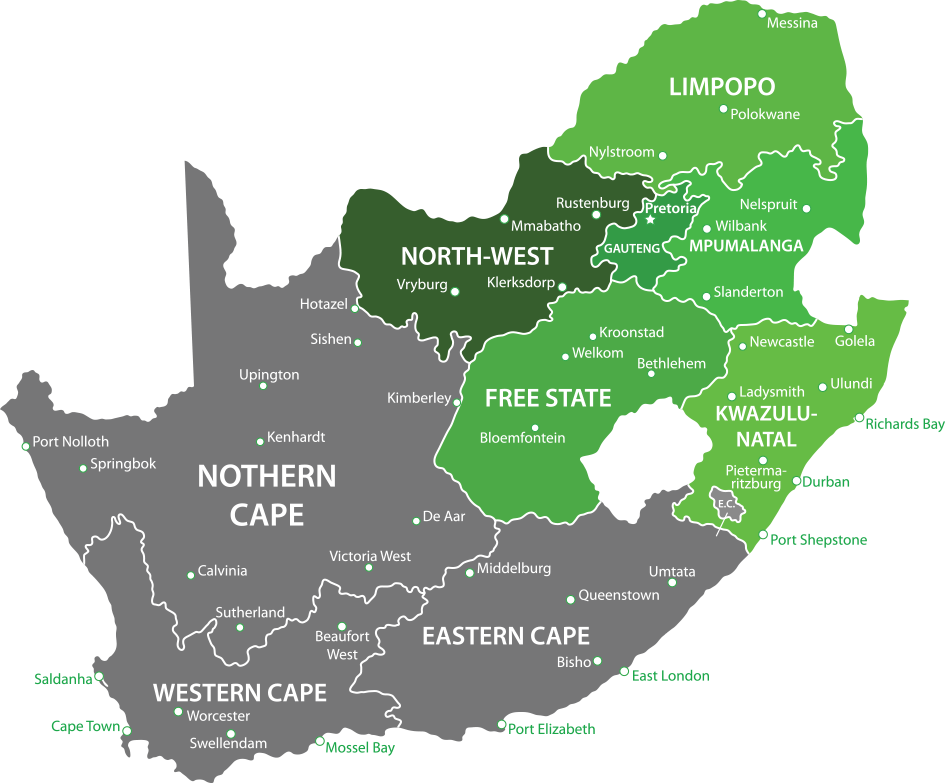 Messina
LIMPOPO
Polokwane
Nylstroom
Rustenburg
Pretoria
Nelspruit
Mmabatho
Wilbank
NORTH-WEST
GAUTENG
MPUMALANGA
Vryburg
Klerksdorp
Slanderton
Hotazel
Sishen
Kroonstad
Newcastle
Golela
Welkom
Bethlehem
Upington
Ulundi
Kimberley
FREE STATE
Ladysmith
KWAZULU-
NATAL
Richards Bay
Port Nolloth
Kenhardt
Bloemfontein
Springbok
NOTHERN
CAPE
Pieterma-
ritzburg
Durban
E.C.
De Aar
Port Shepstone
Victoria West
Calvinia
Middelburg
Umtata
Queenstown
Sutherland
Beaufort
West
EASTERN CAPE
Bisho
East London
Saldanha
WESTERN CAPE
Worcester
Cape Town
Swellendam
Mossel Bay
Port Elizabeth